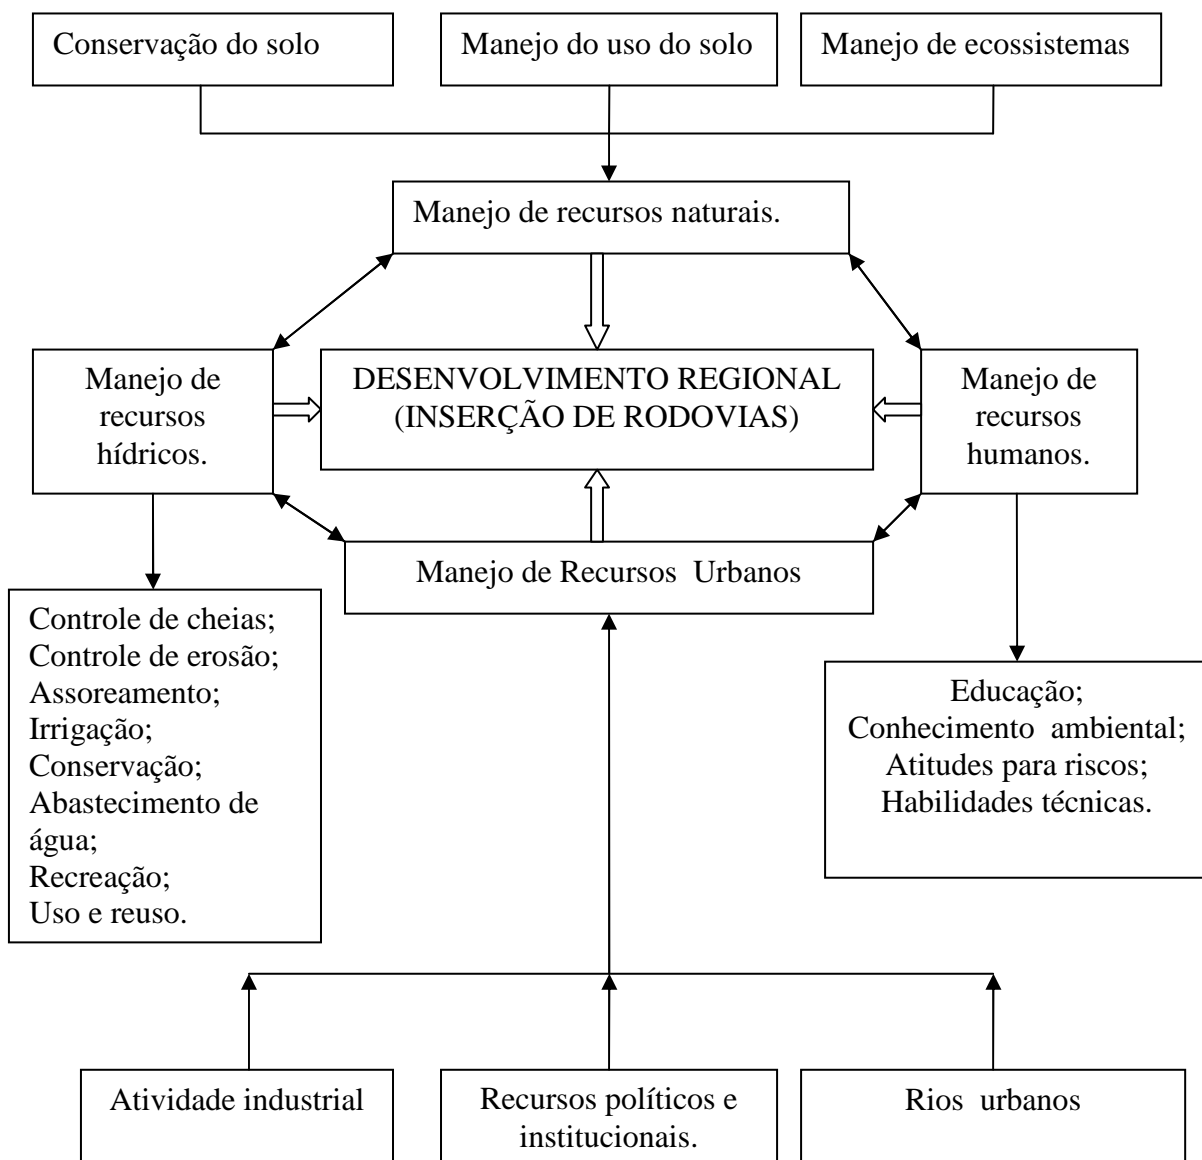 Conservação do solo
Manejo do uso do solo
Manejo de ecossistemas
Manejo de recursos naturais.
Manejo de
recursos
hídricos.
DESENVOLVIMENTO REGIONAL
(INSERÇÃO DE RODOVIAS)
Manejo de
recursos
humanos.
Manejo de Recursos Urbanos
Controle de cheias;
Controle de erosão;
Assoreamento;
Irrigação;
Conservação;
Abastecimento de
água;
Recreação;
Uso e reuso.
Educação;
Conhecimento ambiental;
Atitudes para riscos;
Habilidades técnicas.
Atividade industrial
Recursos políticos e
institucionais.
Rios urbanos